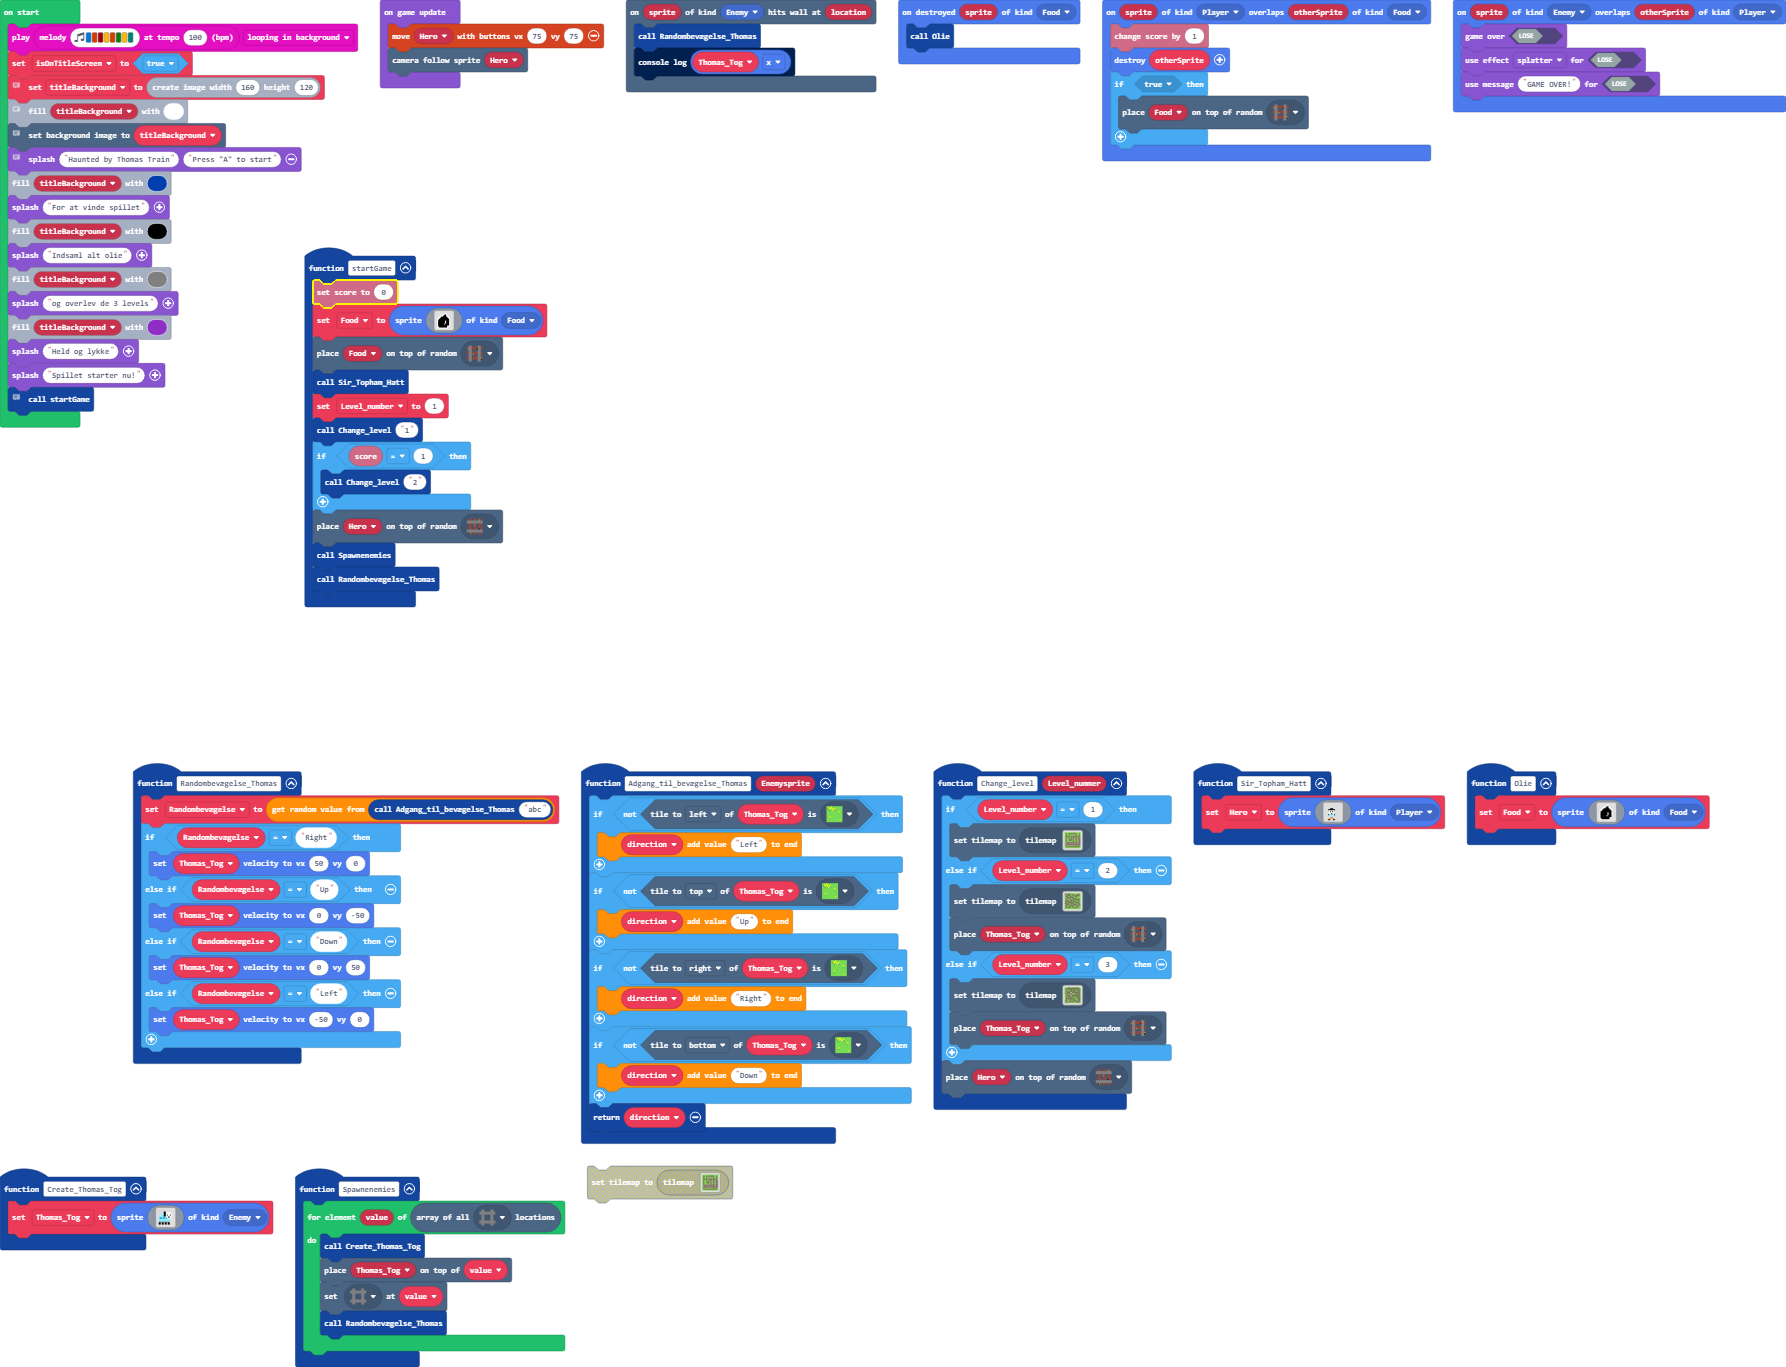 on start
play melody at tempo 100 (bpm) looping in background
set isOnTitleScreen to true
set titleBackground to create image width 160 height 120
fill titleBackground with
set background image to titleBackground
splash "Haunted by Thomas Train" "Press "A" to start"
fill titleBackground with
splash "For at vinde spillet"
fill titleBackground with
splash "Indsaml alt olie"
fill titleBackground with
splash "og overlev de 3 levels"
fill titleBackground with
splash "Held og lykke"
splash "Spillet starter nu!"
call startGame
on game update
move Hero with buttons vx 75 vy 75
camera follow sprite Hero
on sprite of kind Enemy hits wall at location
call Randombevægelse_Thomas
console log Thomas_Tog x
on destroyed sprite of kind Food
call Olie
on sprite of kind Player overlaps otherSprite of kind Food
change score by 1
destroy otherSprite
if true then
place Food on top of random
on sprite of kind Enemy overlaps otherSprite of kind Player
game over LOSE
use effect splatter for LOSE
use message "GAME OVER!" for LOSE
function startGame
set score to 0
set Food to sprite of kind Food
place Food on top of random
call Sir_Topham_Hatt
set Level_number to 1
call Change_level "1"
if score = 1 then
call Change_level "2"
place Hero on top of random
call Spawnenemies
call Randombevægelse_Thomas
function Randombevægelse_Thomas
set Randombevægelse to get random value from call Adgang_til_bevægelse_Thomas "abc"
if Randombevægelse = "Right" then
set Thomas_Tog velocity to vx 50 vy 0
else if Randombevægelse = "Up" then
set Thomas_Tog velocity to vx 0 vy -50
else if Randombevægelse = "Down" then
set Thomas_Tog velocity to vx 0 vy 50
else if Randombevægelse = "Left" then
set Thomas_Tog velocity to vx -50 vy 0
function Adgang_til_bevægelse_Thomas Enemysprite
if not tile to left of Thomas_Tog is then
direction add value "Left" to end
if not tile to top of Thomas_Tog is then
direction add value "Up" to end
if not tile to right of Thomas_Tog is then
direction add value "Right" to end
if not tile to bottom of Thomas_Tog is then
direction add value "Down" to end
return direction
function Change_level Level_nummer
if Level_number = 1 then
set tilemap to tilemap
else if Level_number = 2 then
set tilemap to tilemap
place Thomas_Tog on top of random
else if Level_number = 3 then
set tilemap to tilemap
place Thomas_Tog on top of random
place Hero on top of random
function Sir_Topham_Hatt
set Hero to sprite of kind Player
function Olie
set Food to sprite of kind Food
function Create_Thomas_Tog
set Thomas_Tog to sprite of kind Enemy
function Spawnenemies
for element value of array of all locations
do
call Create_Thomas_Tog
place Thomas_Tog on top of value
set at value
call Randombevægelse_Thomas
set tilemap to tilemap